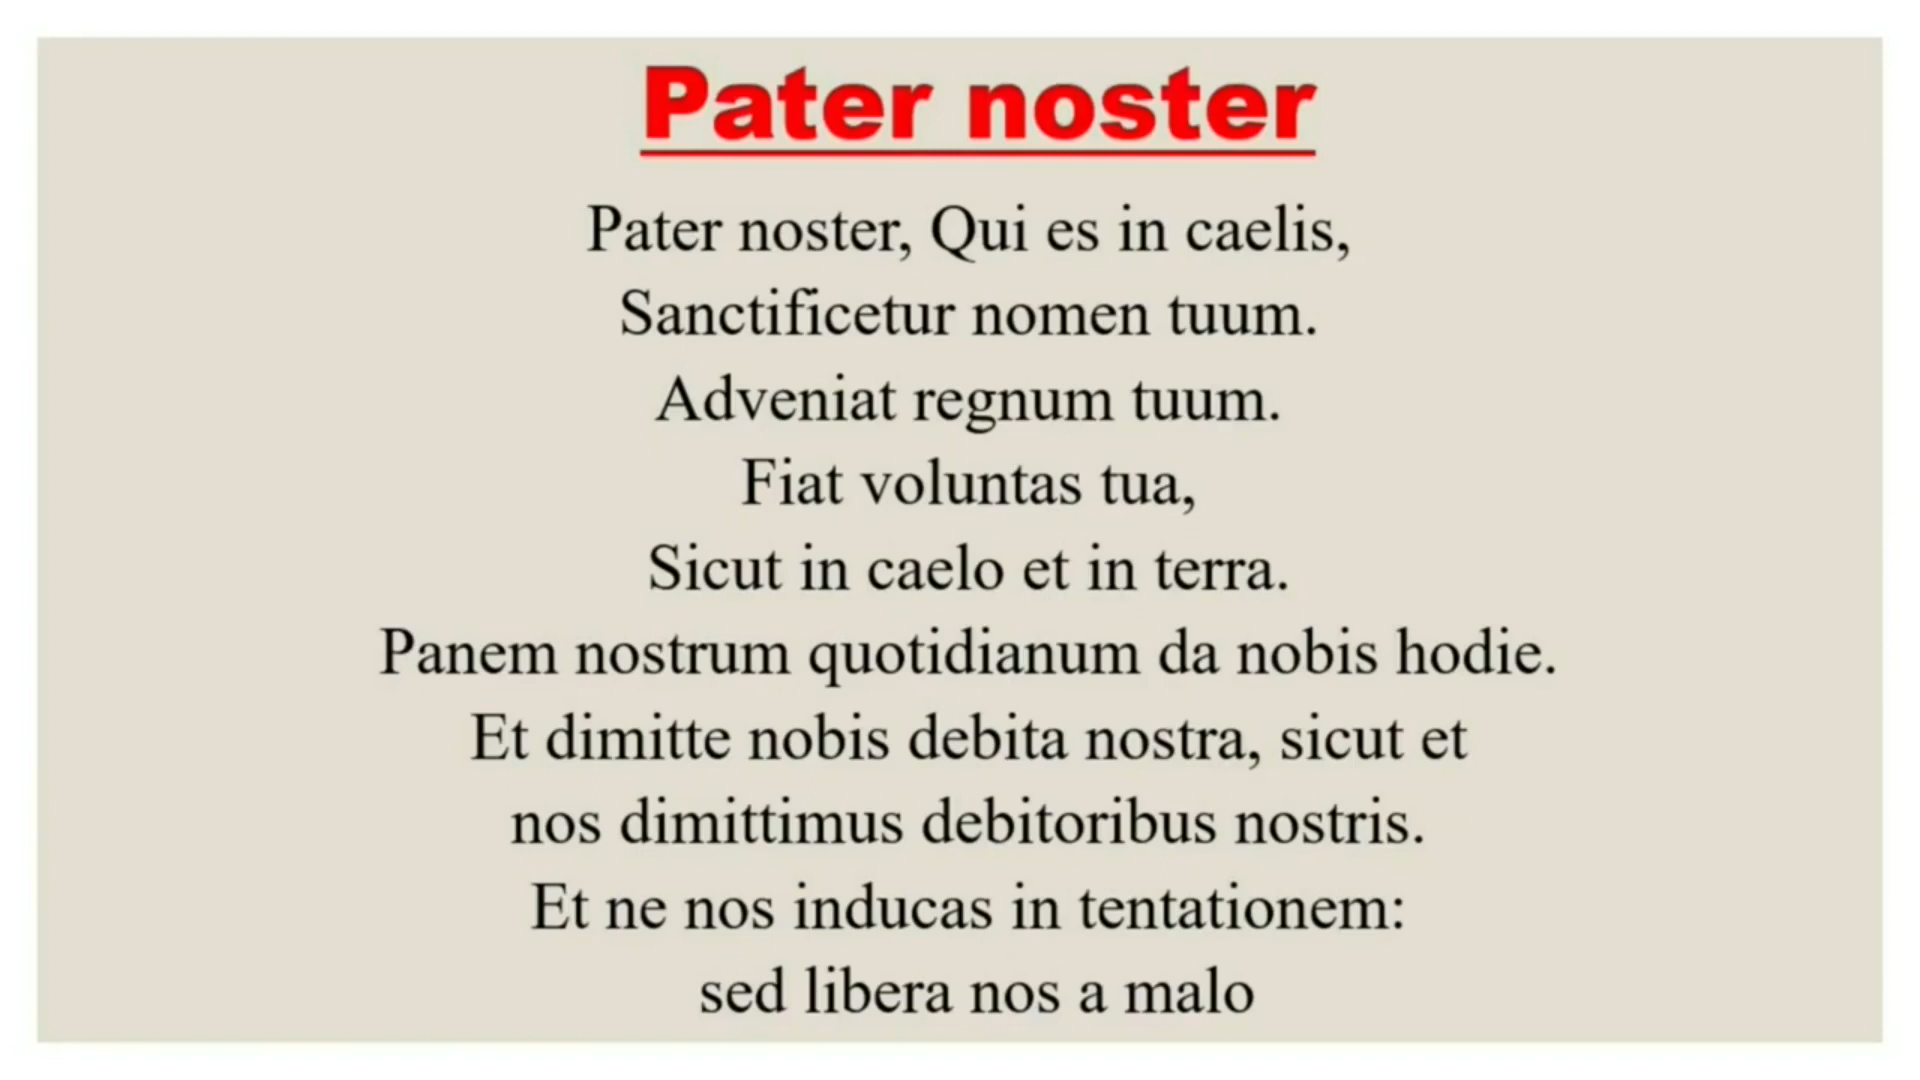 Pater noster
Pater noster, Qui es in caelis,
Sanctificetur nomen tuum.
Adveniat regnum tuum.
Fiat voluntas tua,
Sicut in caelo et in terra.
Panem nostrum quotidianum da nobis hodie.
Et dimitte nobis debita nostra, sicut et
nos dimittimus debitoribus nostris.
Et ne nos inducas in tentationem:
sed libera nos a malo